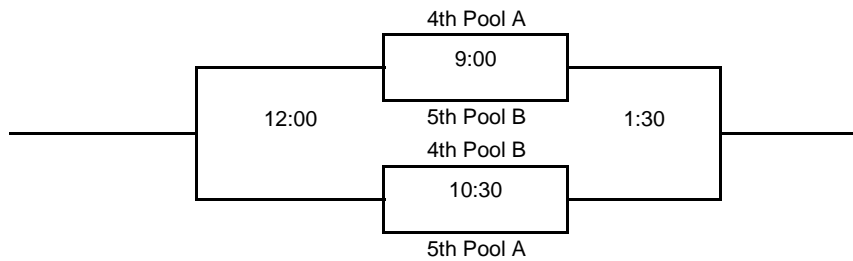 4th Pool A
9:00
12:00
5th Pool B
1:30
4th Pool B
10:30
5th Pool A